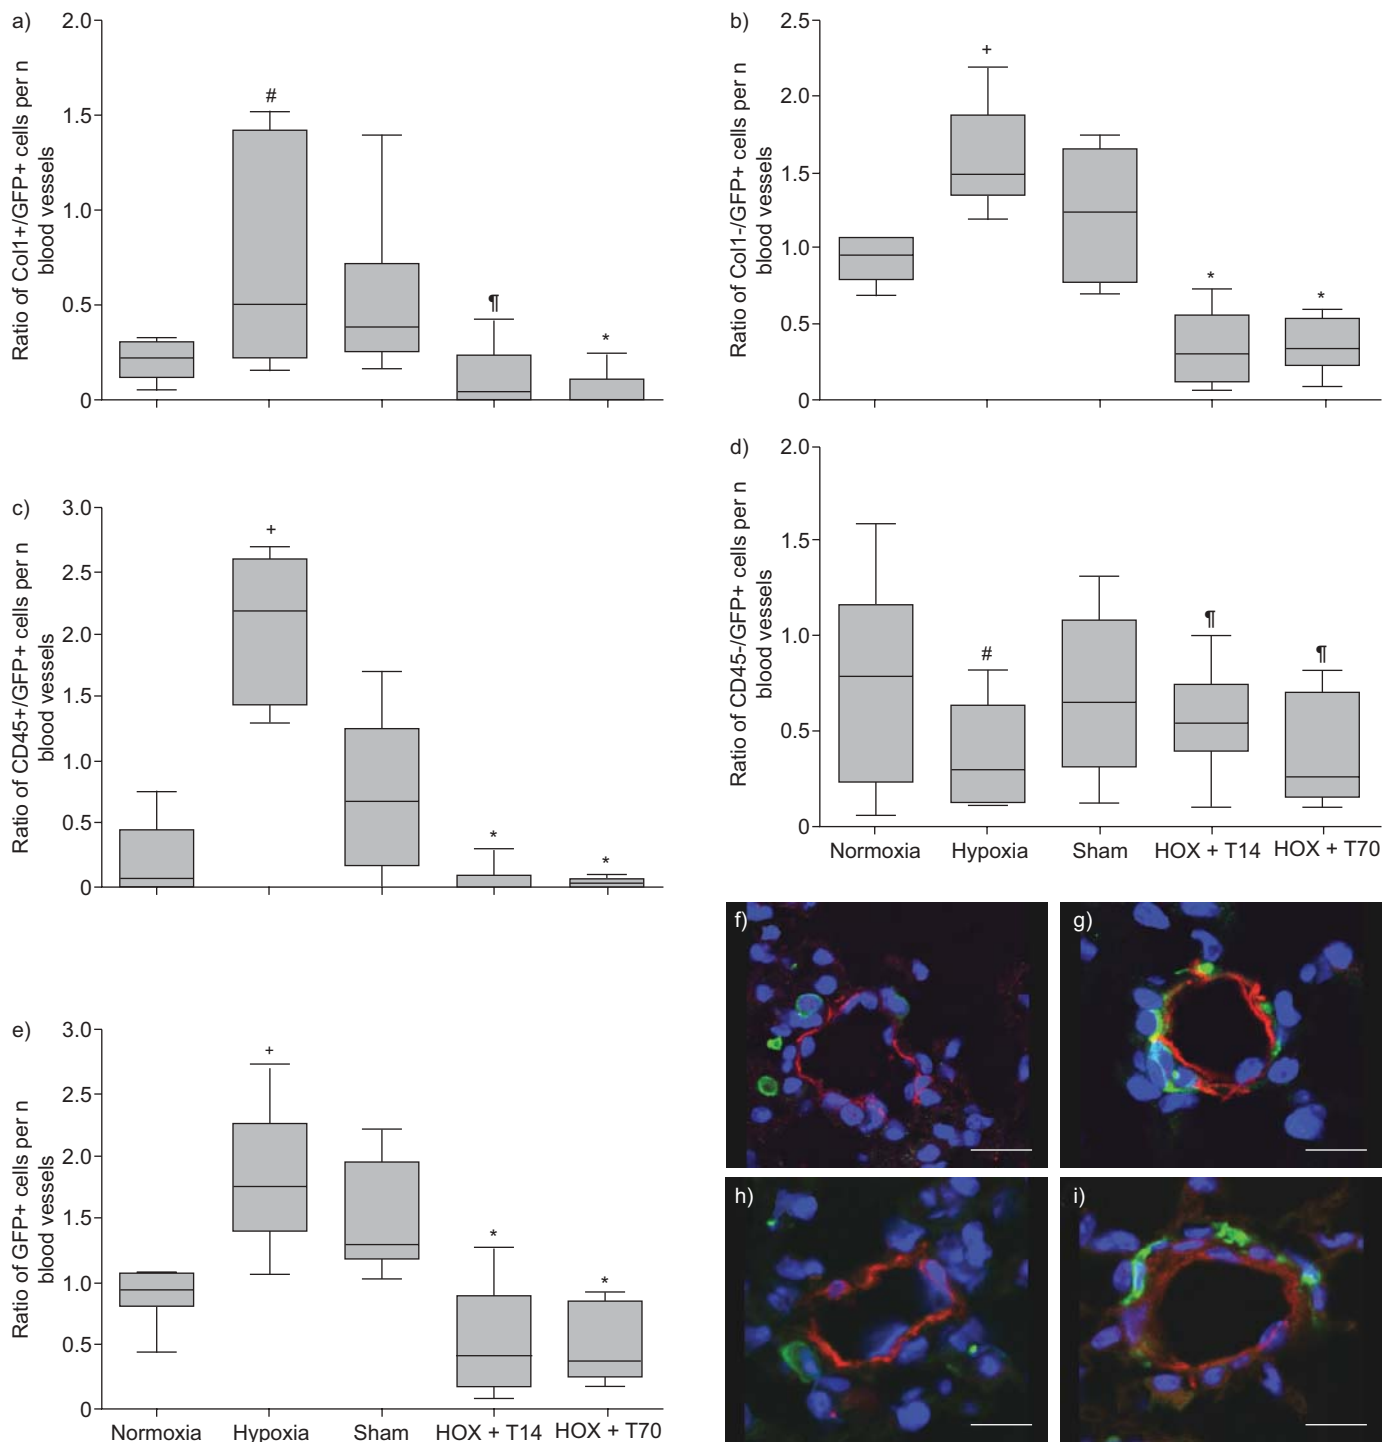 a)
Ratio of Col1+/GFP+ cells per n
blood vessels
2.0
1.5
1.0
0.5
0
#
¶
*
b)
Ratio of Col1-/GFP+ cells per n
blood vessels
2.5
2.0
1.5
1.0
0.5
0
+
*
*
c)
Ratio of CD45+/GFP+ cells per n
blood vessels
3.0
2.5
2.0
1.5
1.0
0.5
0
+
*
*
d)
Ratio of CD45-/GFP+ cells per n
blood vessels
2.0
1.5
1.0
0.5
0
#
¶
¶
Normoxia Hypoxia Sham HOX + T14 HOX + T70
e)
Ratio of GFP+ cells per n
blood vessels
3.0
2.5
2.0
1.5
1.0
0.5
0
+
*
*
Normoxia Hypoxia Sham HOX + T14 HOX + T70
f)
g)
h)
i)